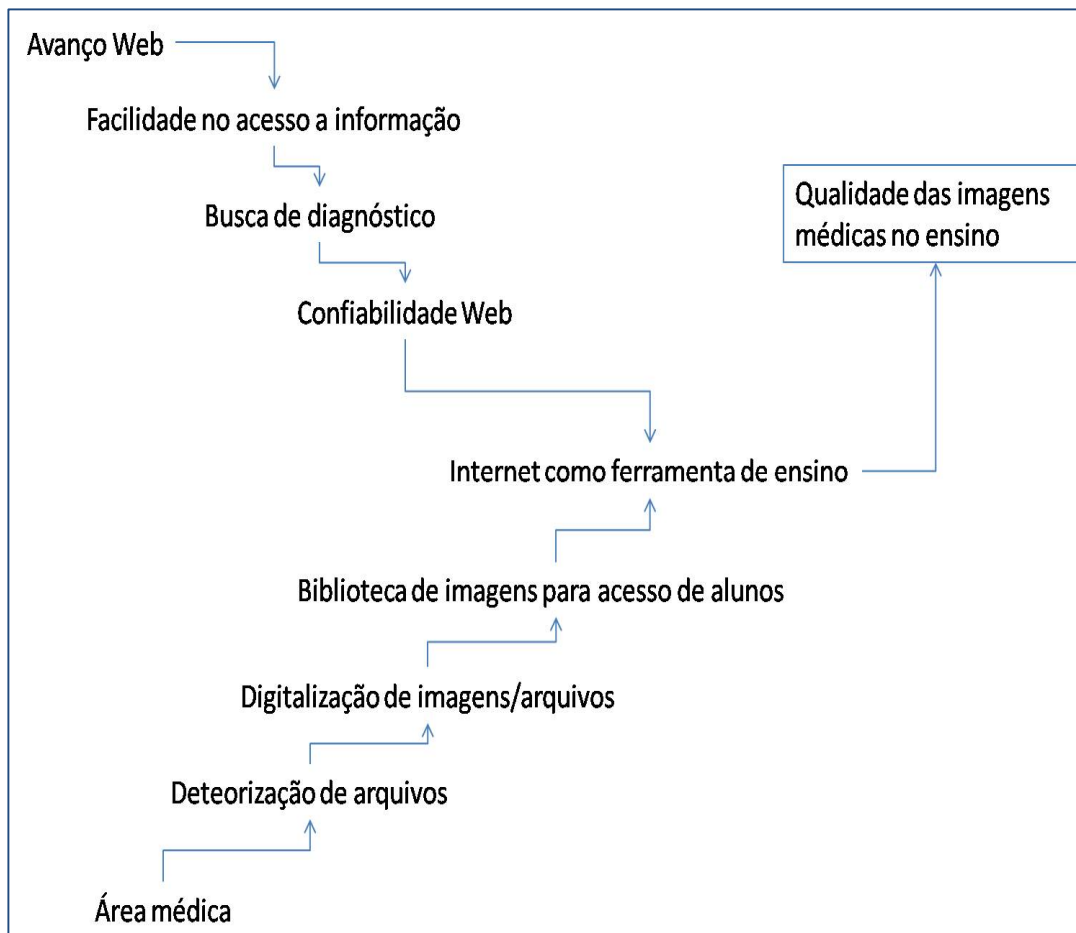 Avanço Web
Facilidade no acesso a informação
Busca de diagnóstico
Qualidade das imagens
médicas no ensino
Confiabilidade Web
Internet como ferramenta de ensino
Biblioteca de imagens para acesso de alunos
Digitalização de imagens/arquivos
Deteorização de arquivos
Área médica